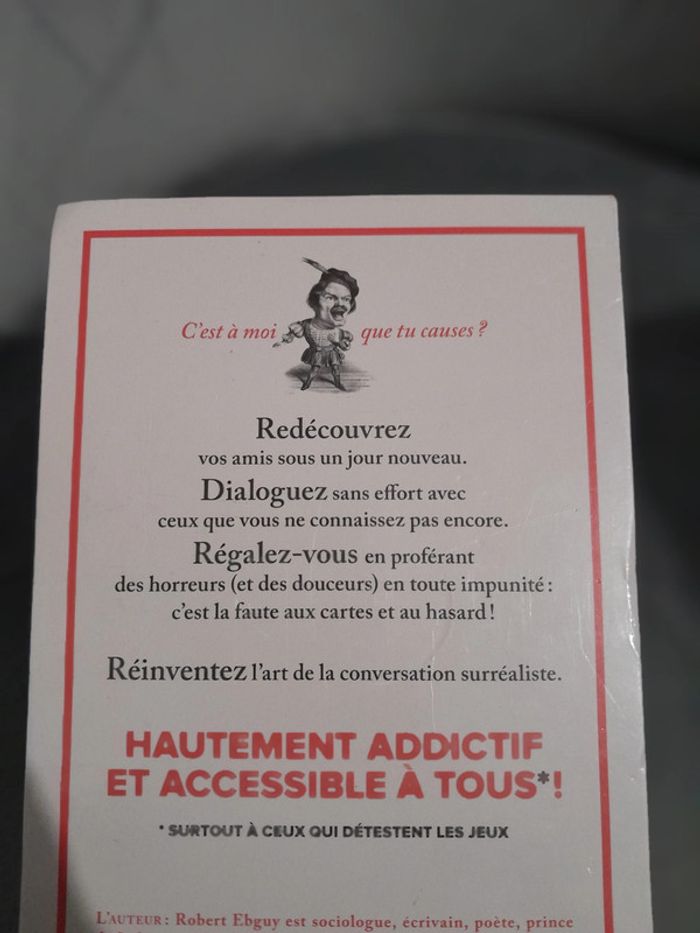 C'est à moi que tu causes ?
Redécouvrez
vos amis sous un jour nouveau.
Dialoguez sans effort avec
ceux que vous ne connaissez pas encore.
Régalez-vous en proférant
des horreurs (et des douceurs) en toute impunité :
c'est la faute aux cartes et au hasard !
Réinventez l'art de la conversation surréaliste.
HAUTEMENT ADDICTIF
ET ACCESSIBLE À TOUS* !
* SURTOUT À CEUX QUI DÉTESTENT LES JEUX
L'AUTEUR : Robert Ebguy est sociologue, écrivain, poète, prince